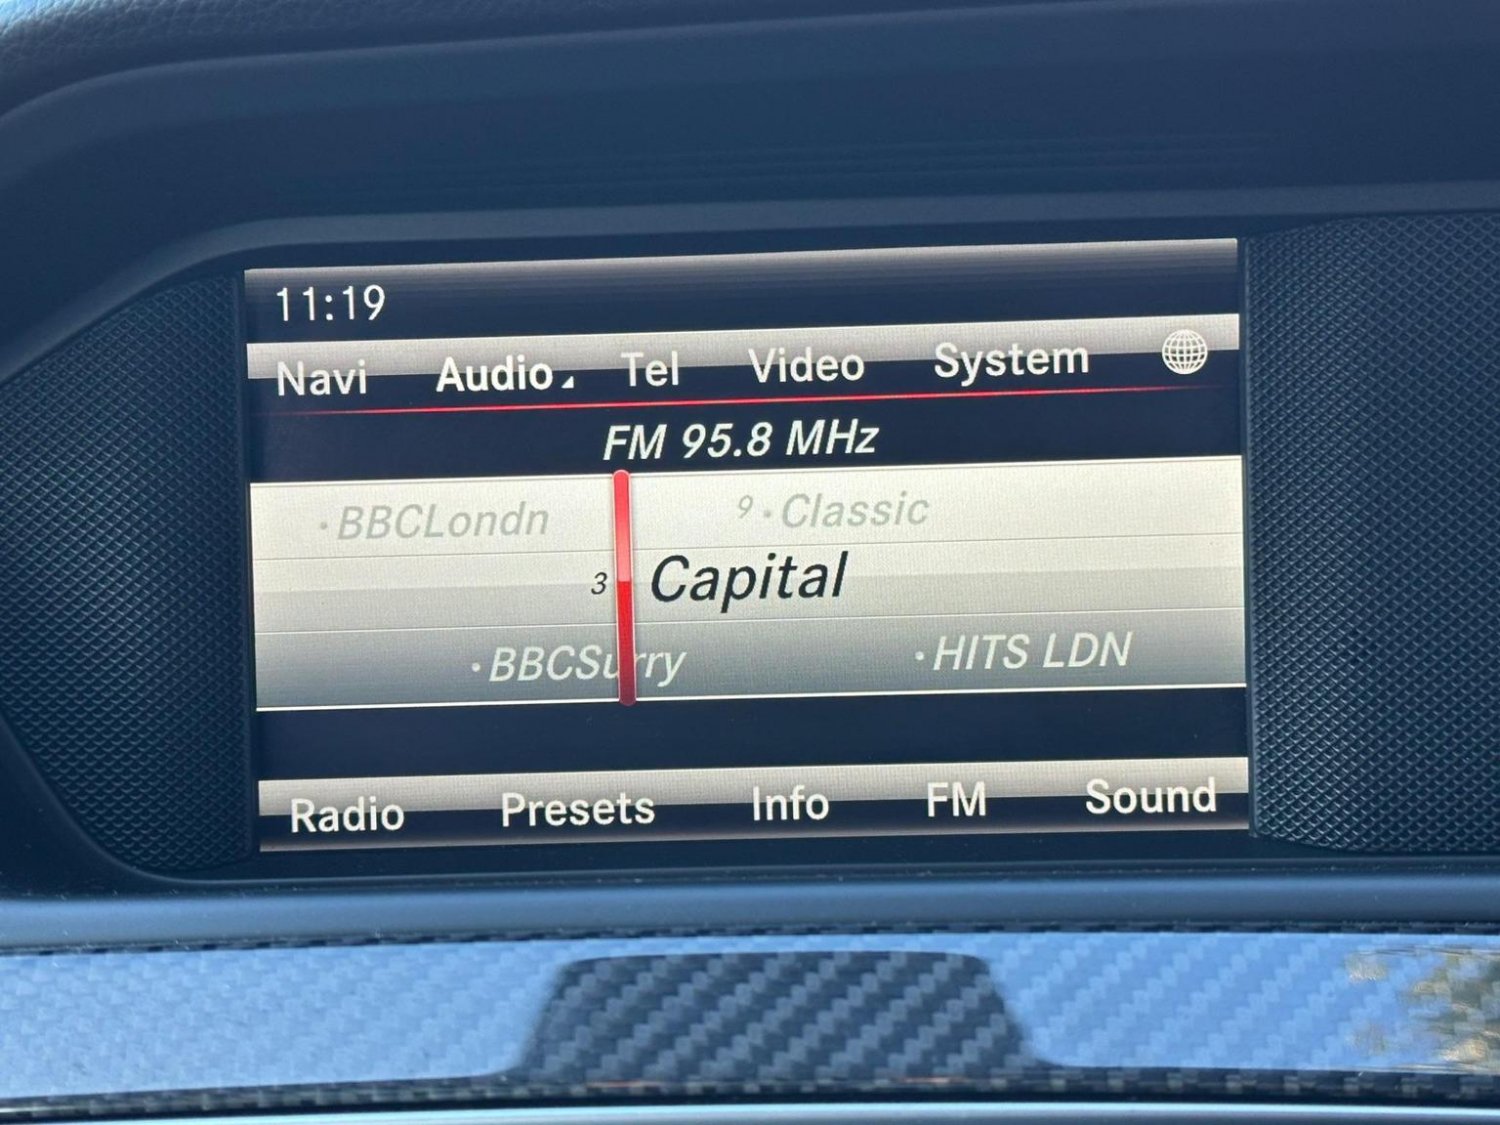 11:19
Navi Audio Tel Video System
FM 95.8 MHz
·BBCLondn 9 ·Classic
3 Capital
·BBCSurry ·HITS LDN
Radio Presets Info FM Sound